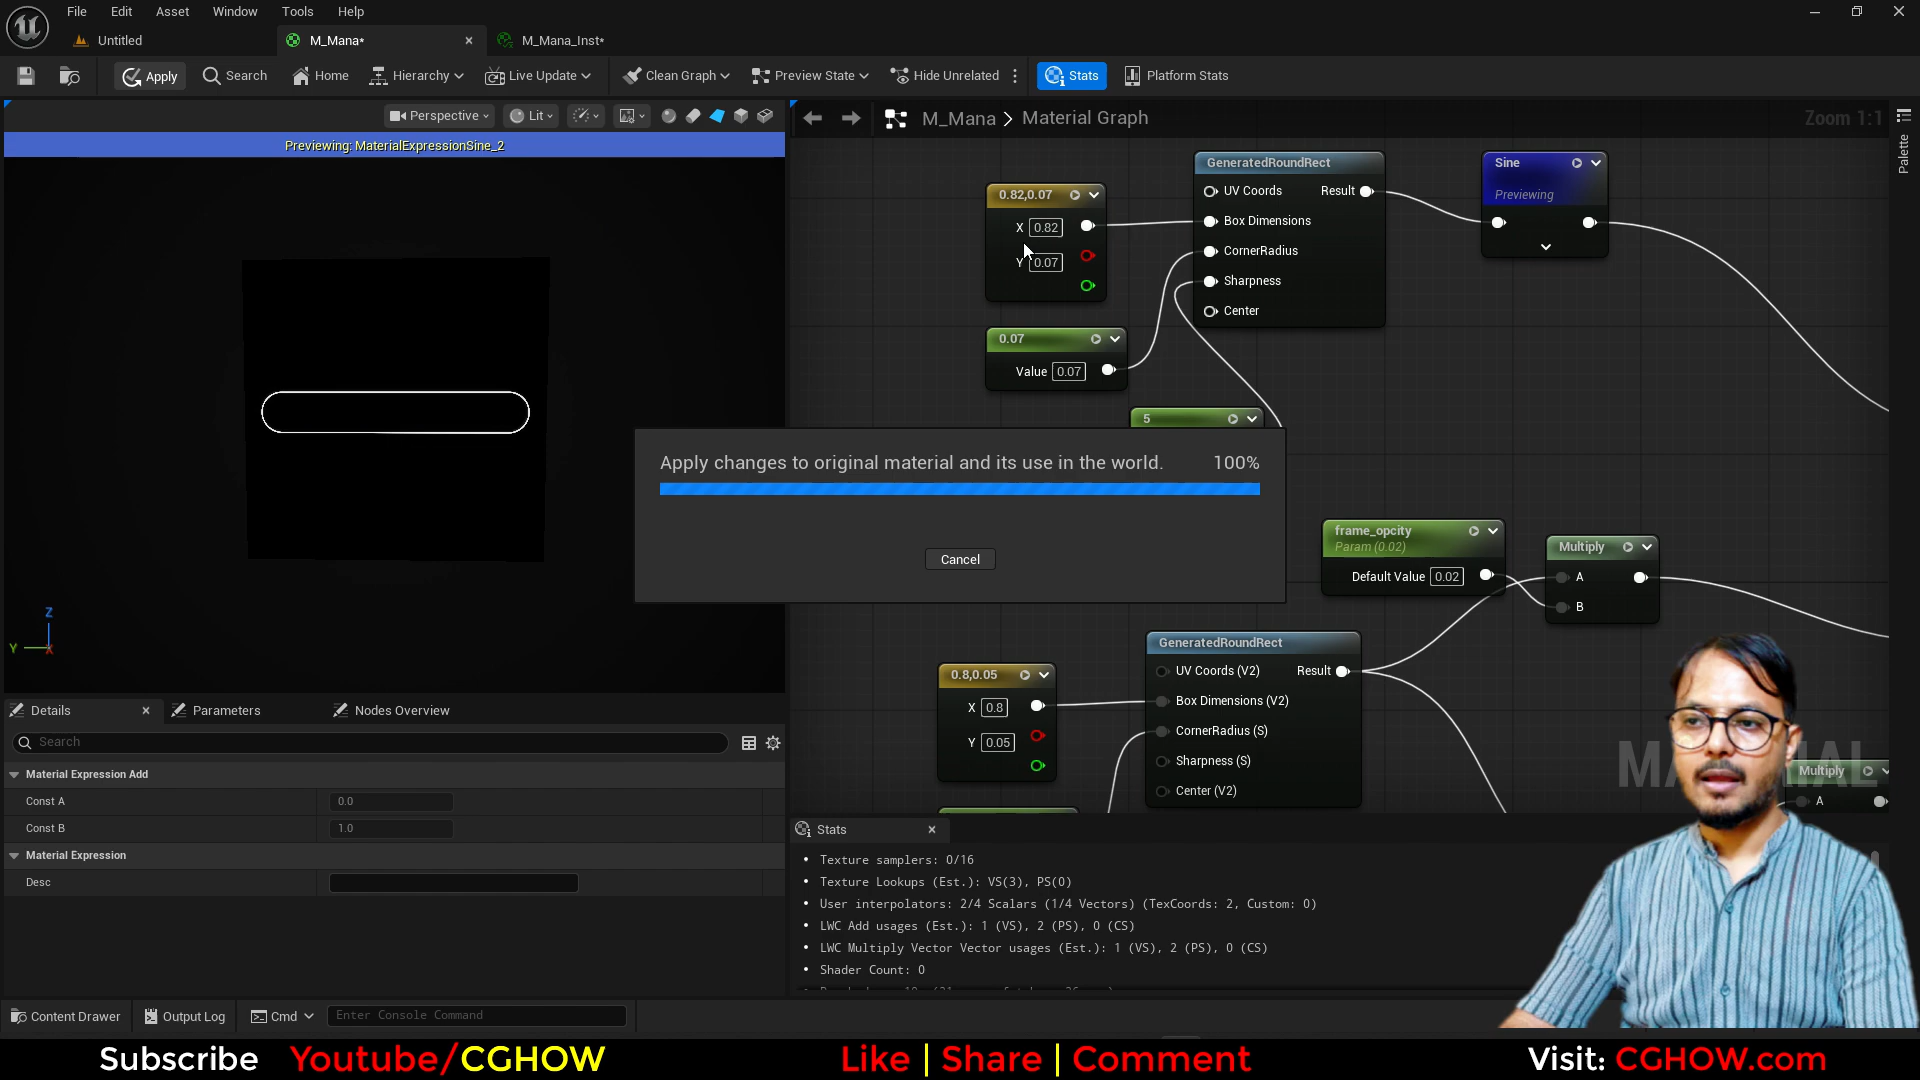 File Edit Asset Window Tools Help
Untitled M_Mana* M_Mana_Inst*
Apply Search Home Hierarchy Live Update Clean Graph Preview State Hide Unrelated Stats Platform Stats
Perspective Lit
Previewing: MaterialExpressionSine_2
M_Mana Material Graph Zoom 1:1
Palette
0.82,0.07
X 0.82
Y 0.07
GeneratedRoundRect
UV Coords Result
Box Dimensions
CornerRadius
Sharpness
Center
Sine
Previewing
0.07
Value 0.07
5
Apply changes to original material and its use in the world. 100%
Cancel
frame_opcity
Param (0.02)
Default Value 0.02
Multiply
A
B
0.8,0.05
X 0.8
Y 0.05
GeneratedRoundRect
UV Coords (V2) Result
Box Dimensions (V2)
CornerRadius (S)
Sharpness (S)
Center (V2)
Multiply
A
Z
Y X
Details Parameters Nodes Overview
Search
Material Expression Add
Const A 0.0
Const B 1.0
Material Expression
Desc
Stats
• Texture samplers: 0/16
• Texture Lookups (Est.): VS(3), PS(0)
• User interpolators: 2/4 Scalars (1/4 Vectors) (TexCoords: 2, Custom: 0)
• LWC Add usages (Est.): 1 (VS), 2 (PS), 0 (CS)
• LWC Multiply Vector Vector usages (Est.): 1 (VS), 2 (PS), 0 (CS)
• Shader Count: 0
Content Drawer Output Log Cmd Enter Console Command
Subscribe Youtube/CGHOW Like | Share | Comment Visit: CGHOW.com